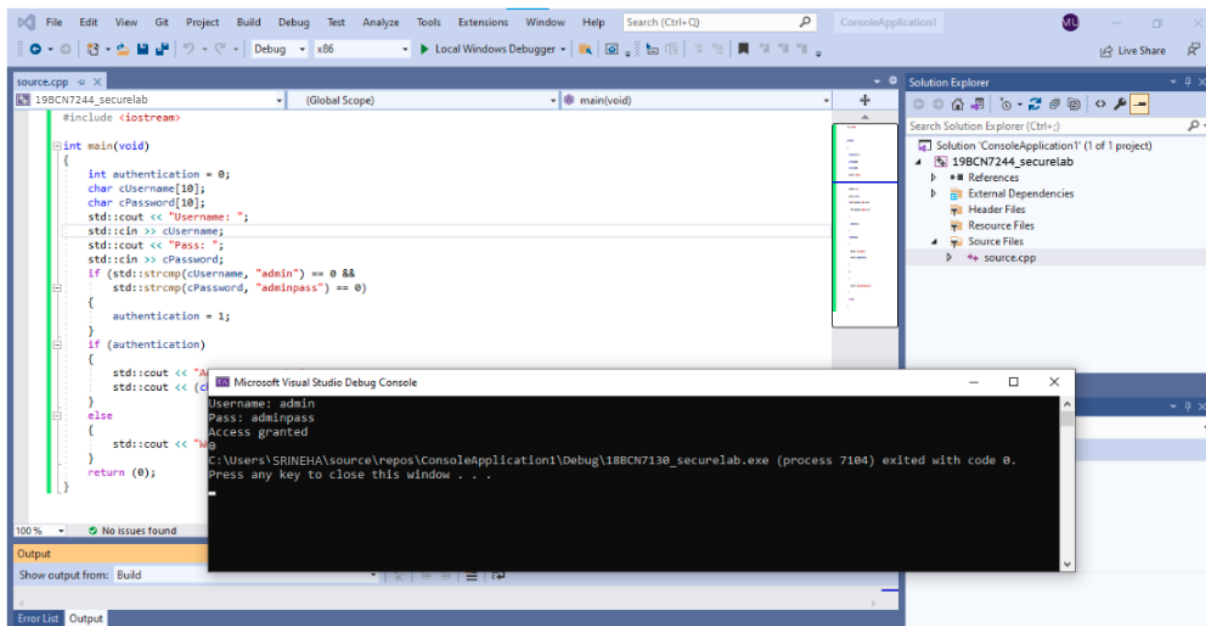 File Edit View Git Project Build Debug Test Analyze Tools Extensions Window Help Search (Ctrl+Q) ConsoleApplication1 ML
Debug x86 Local Windows Debugger Live Share
source.cpp
19BCN7244_securelab (Global Scope) main(void)
#include <iostream>
int main(void)
{
int authentication = 0;
char cUsername[10];
char cPassword[10];
std::cout << "Username: ";
std::cin >> cUsername;
std::cout << "Pass: ";
std::cin >> cPassword;
if (std::strcmp(cUsername, "admin") == 0 &&
std::strcmp(cPassword, "adminpass") == 0)
{
authentication = 1;
}
if (authentication)
{
std::cout << "A
std::cout << (c
}
else
{
std::cout << "W
}
return (0);
}
100 % No issues found
Output
Show output from: Build
Error List Output
Microsoft Visual Studio Debug Console
Username: admin
Pass: adminpass
Access granted
@
C:\Users\SRINEHA\source\repos\ConsoleApplication1\Debug\18BCN7130_securelab.exe (process 7104) exited with code 0.
Press any key to close this window . . .
Solution Explorer
Search Solution Explorer (Ctrl+;)
Solution 'ConsoleApplication1' (1 of 1 project)
19BCN7244_securelab
References
External Dependencies
Header Files
Resource Files
Source Files
source.cpp